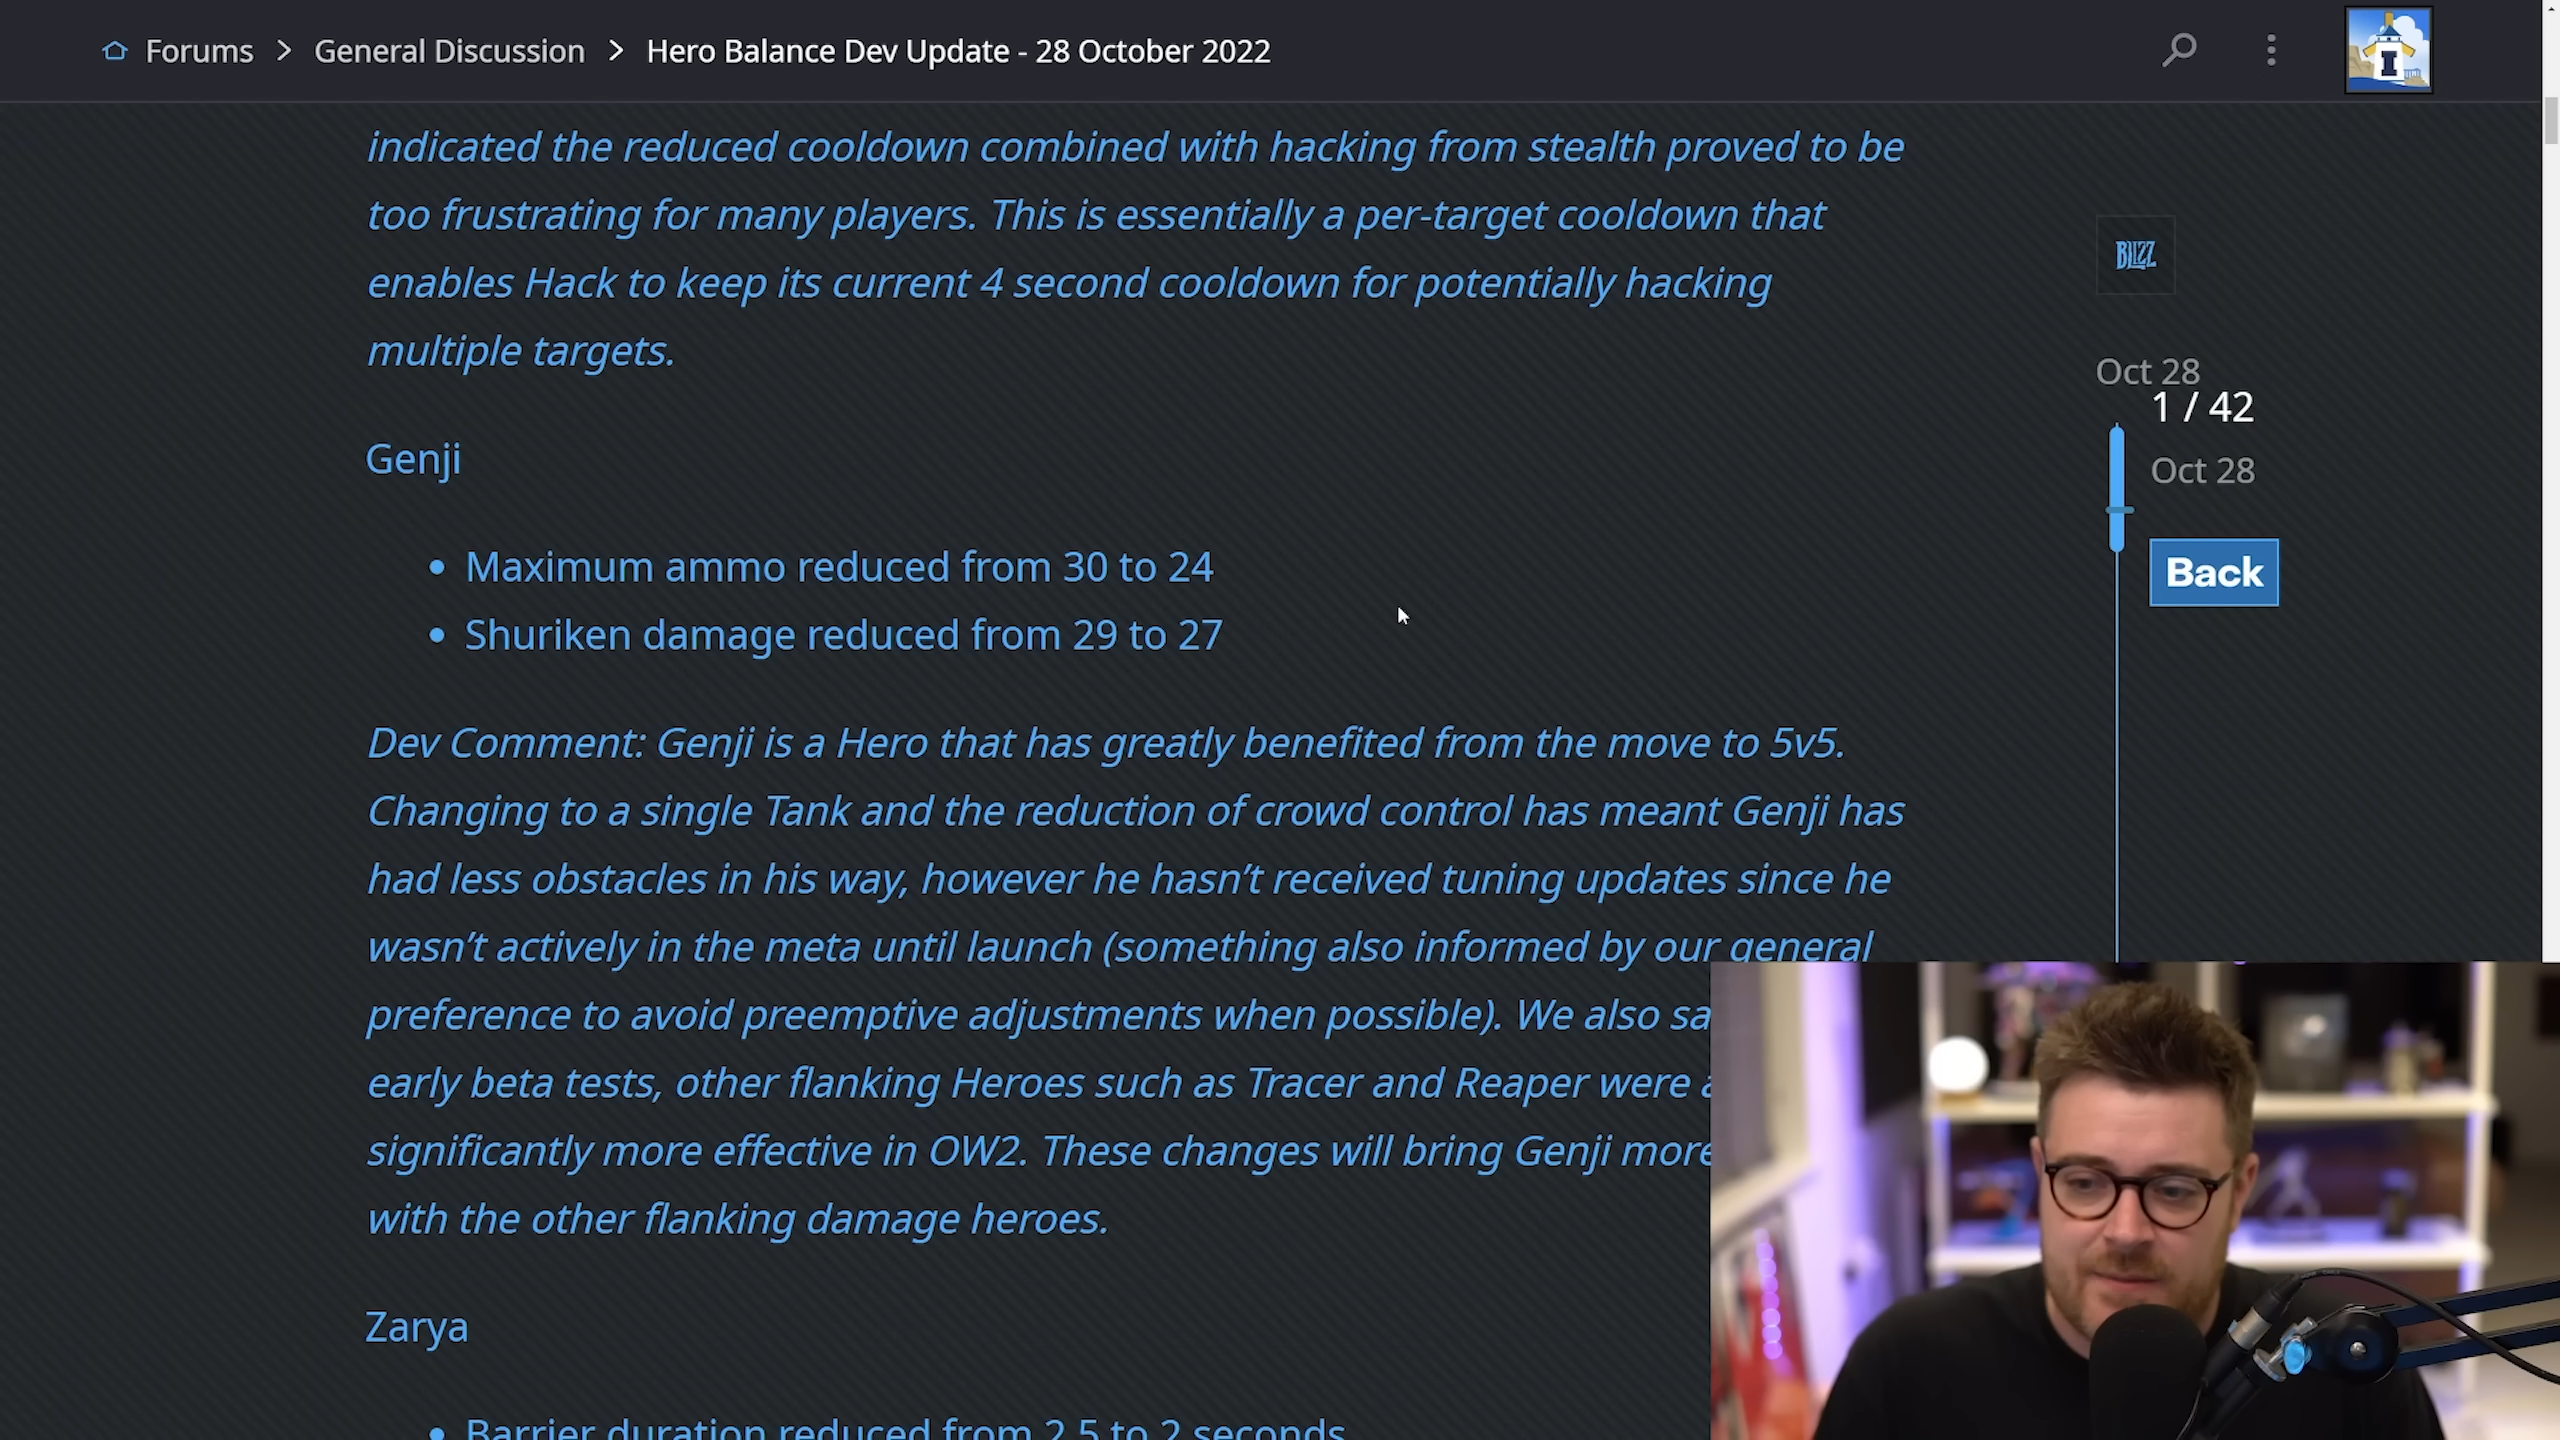 Forums > General Discussion > Hero Balance Dev Update - 28 October 2022
indicated the reduced cooldown combined with hacking from stealth proved to be
too frustrating for many players. This is essentially a per-target cooldown that
enables Hack to keep its current 4 second cooldown for potentially hacking
multiple targets.
BLIZZ
Oct 28
1 / 42
Oct 28
Back
Genji
• Maximum ammo reduced from 30 to 24
• Shuriken damage reduced from 29 to 27
Dev Comment: Genji is a Hero that has greatly benefited from the move to 5v5.
Changing to a single Tank and the reduction of crowd control has meant Genji has
had less obstacles in his way, however he hasn’t received tuning updates since he
wasn’t actively in the meta until launch (something also informed by our general
preference to avoid preemptive adjustments when possible). We also
early beta tests, other flanking Heroes such as Tracer and Reaper were
significantly more effective in OW2. These changes will bring Genji more
with the other flanking damage heroes.
Zarya
• Barrier duration reduced from 2.5 to 2 seconds